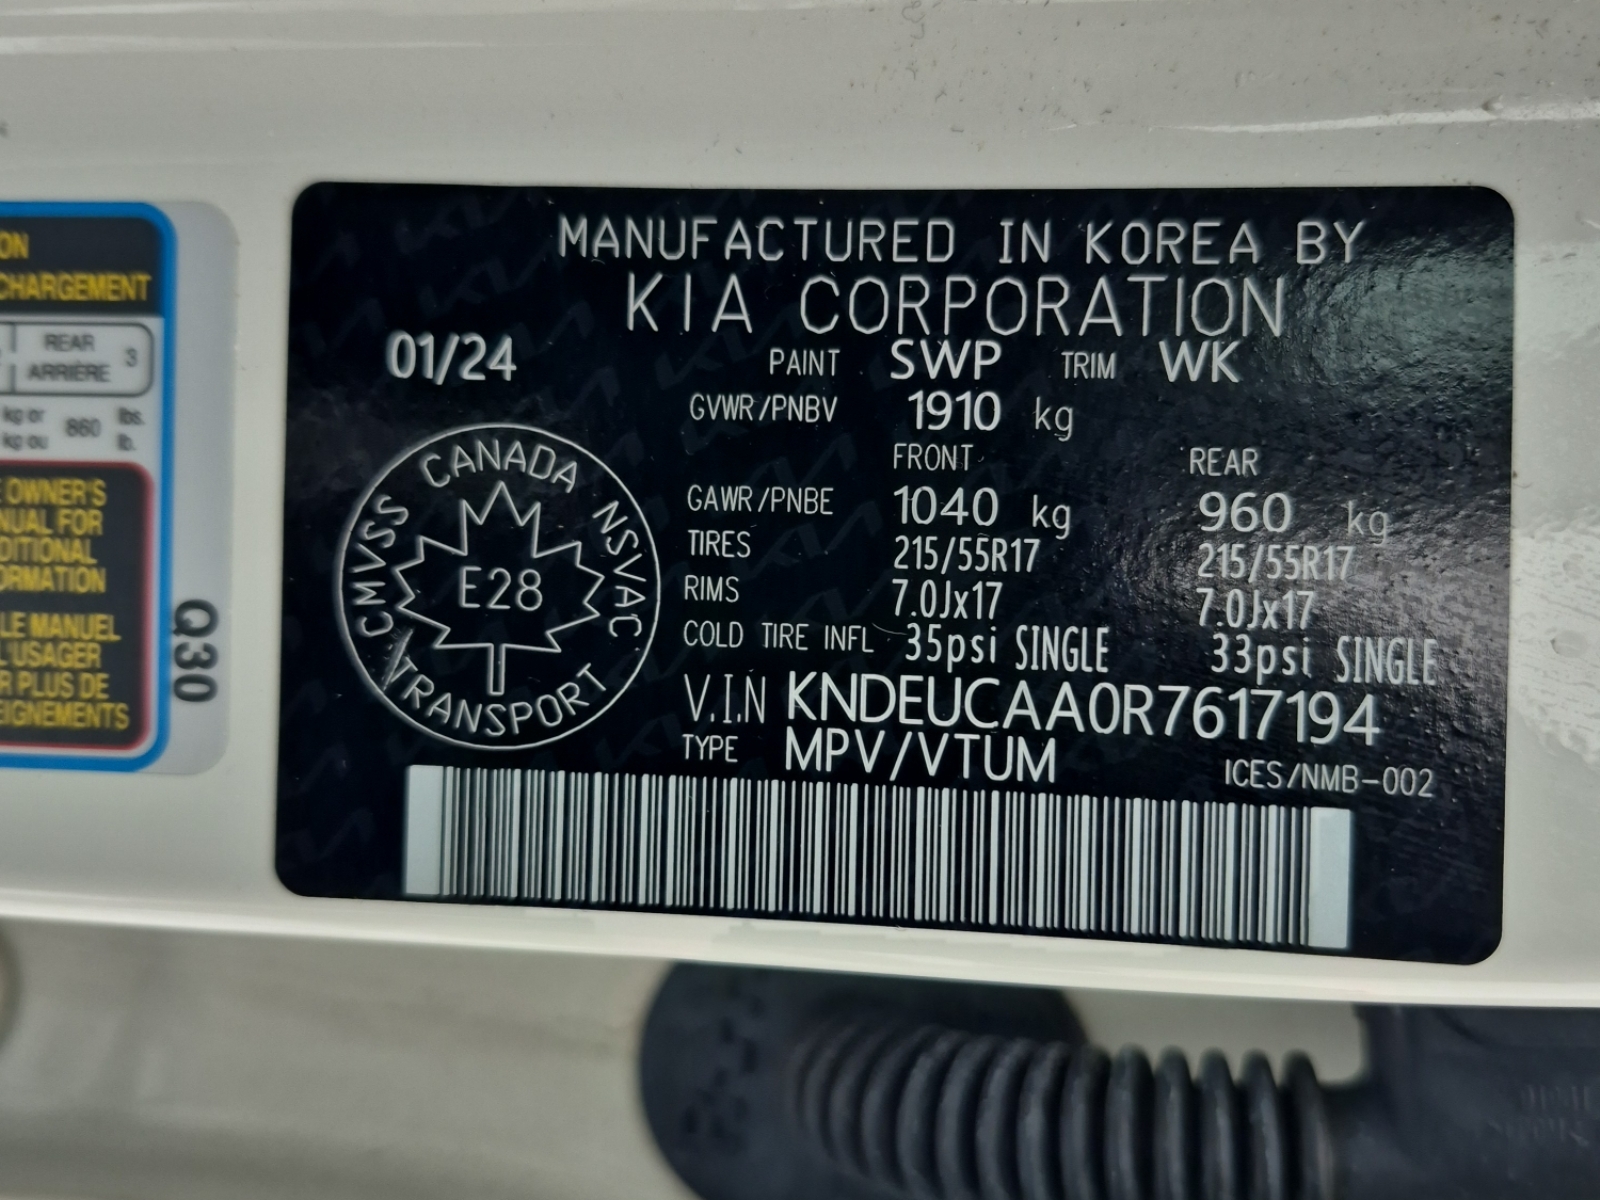 MANUFACTURED IN KOREA BY
KIA CORPORATION
01/24 PAINT SWP TRIM WK
GVWR/PNBV 1910 kg
FRONT REAR
GAWR/PNBE 1040 kg 960 kg
TIRES 215/55R17 215/55R17
RIMS 7.0Jx17 7.0Jx17
COLD TIRE INFL 35psi SINGLE 33psi SINGLE
V.I.N KNDEUCAA0R7617194
TYPE MPV/VTUM ICES/NMB-002
CANADA
CMVSS NSVAC
E28
TRANSPORT
ON
CHARGEMENT
REAR 3
ARRIÈRE
kg or 860 lbs.
kg ou lb.
E OWNER'S
NUAL FOR
DITIONAL
ORMATION
LE MANUEL
L'USAGER
R PLUS DE
EIGNEMENTS
Q30